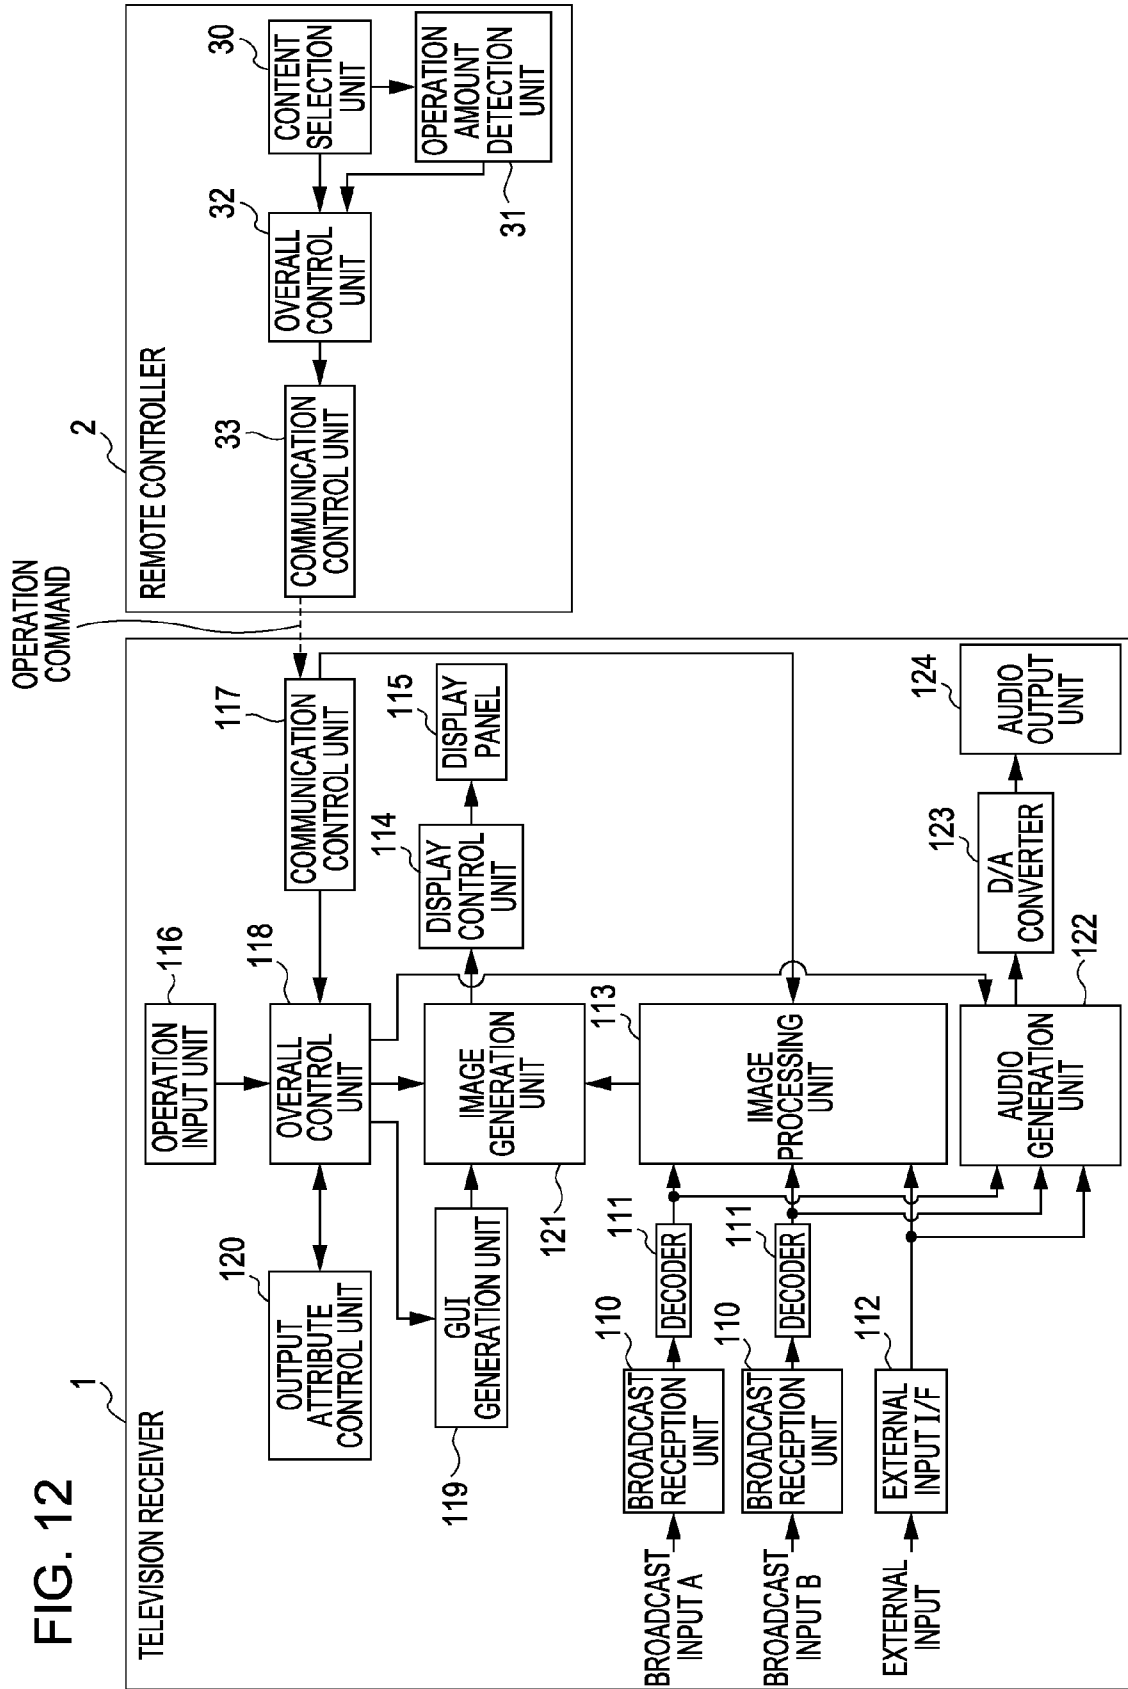 FIG. 12
1
TELEVISION RECEIVER
116
OPERATION
INPUT UNIT
120
OUTPUT
ATTRIBUTE
CONTROL UNIT
118
OVERALL
CONTROL
UNIT
117
COMMUNICATION
CONTROL UNIT
119
GUI
GENERATION UNIT
121
IMAGE
GENERATION
UNIT
114
DISPLAY
CONTROL
UNIT
115
DISPLAY
PANEL
BROADCAST
INPUT A
110
BROADCAST
RECEPTION
UNIT
111
DECODER
BROADCAST
INPUT B
110
BROADCAST
RECEPTION
UNIT
111
DECODER
EXTERNAL
INPUT
112
EXTERNAL
INPUT I/F
113
IMAGE
PROCESSING
UNIT
122
AUDIO
GENERATION
UNIT
123
D/A
CONVERTER
124
AUDIO
OUTPUT
UNIT
OPERATION
COMMAND
2
REMOTE CONTROLLER
33
COMMUNICATION
CONTROL UNIT
32
OVERALL
CONTROL
UNIT
30
CONTENT
SELECTION
UNIT
31
OPERATION
AMOUNT
DETECTION
UNIT